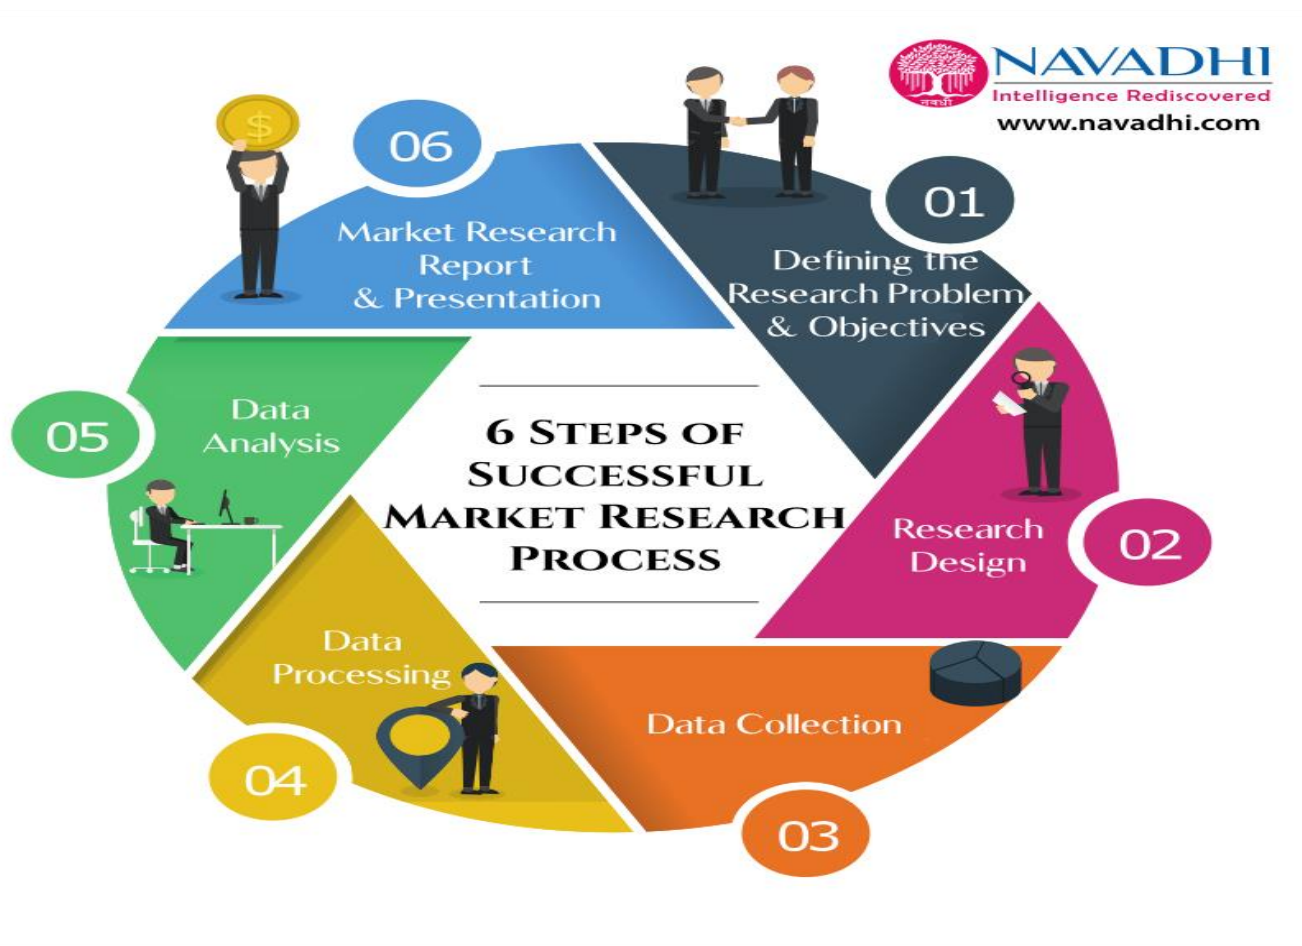 NAVADHI
नवधी
Intelligence Rediscovered
www.navadhi.com
6 STEPS OF
SUCCESSFUL
MARKET RESEARCH
PROCESS
01
Defining the
Research Problem
& Objectives
02
Research
Design
03
Data Collection
04
Data
Processing
05
Data
Analysis
06
Market Research
Report
& Presentation
$